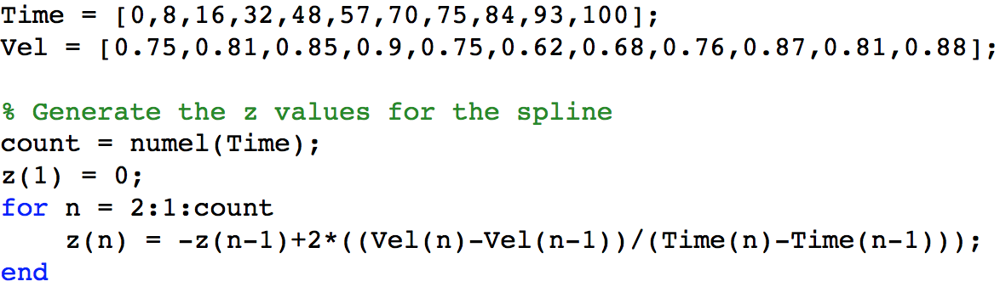 Time = [0,8,16,32,48,57,70,75,84,93,100];
Vel = [0.75,0.81,0.85,0.9,0.75,0.62,0.68,0.76,0.87,0.81,0.88];
% Generate the z values for the spline
count = numel(Time);
z(1) = 0;
for n = 2:1:count
    z(n) = -z(n-1)+2*((Vel(n)-Vel(n-1))/(Time(n)-Time(n-1)));
end